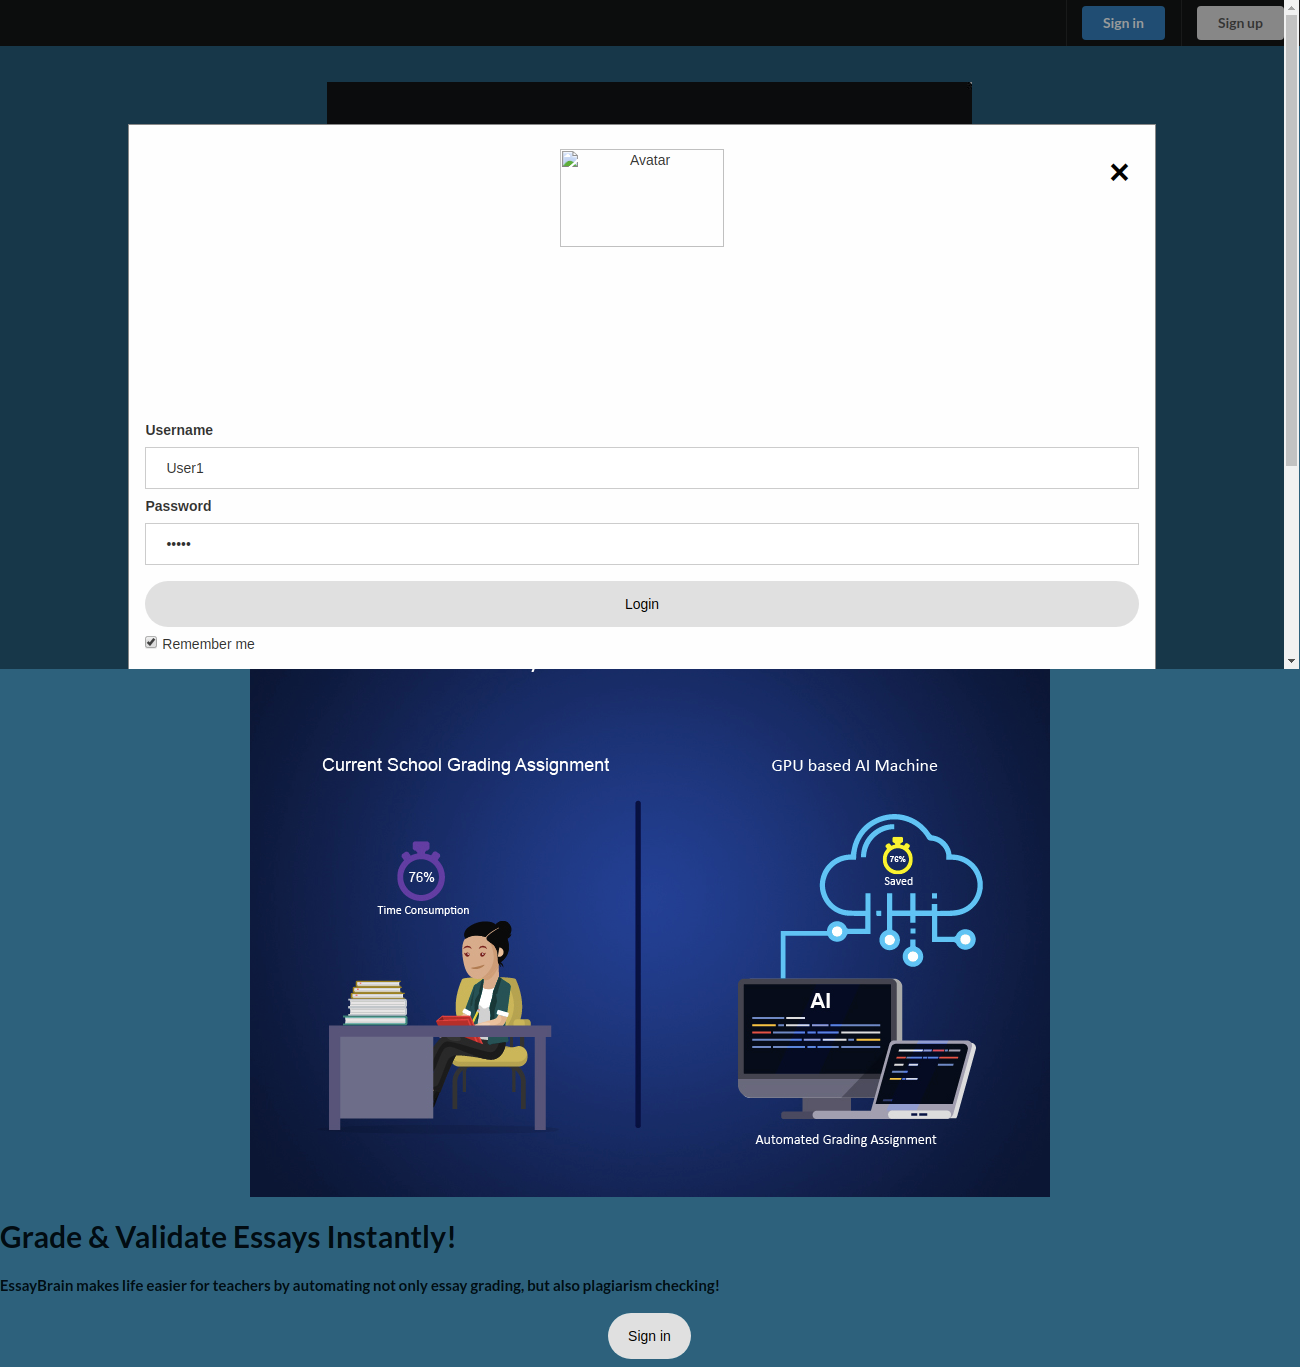 Sign in
Sign up
Avatar
×
Username
User1
Password
•••••
Login
Remember me
Current School Grading Assignment
GPU based AI Machine
76%
Time Consumption
76%
Saved
AI
Automated Grading Assignment
Grade & Validate Essays Instantly!
EssayBrain makes life easier for teachers by automating not only essay grading, but also plagiarism checking!
Sign in